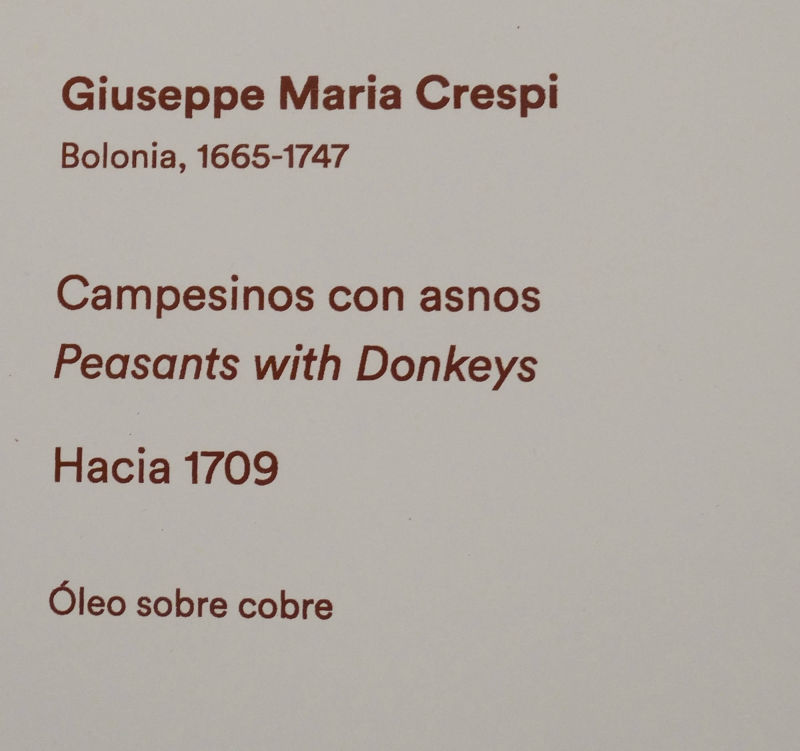 Giuseppe Maria Crespi
Bolonia, 1665-1747
Campesinos con asnos
Peasants with Donkeys
Hacia 1709
Óleo sobre cobre